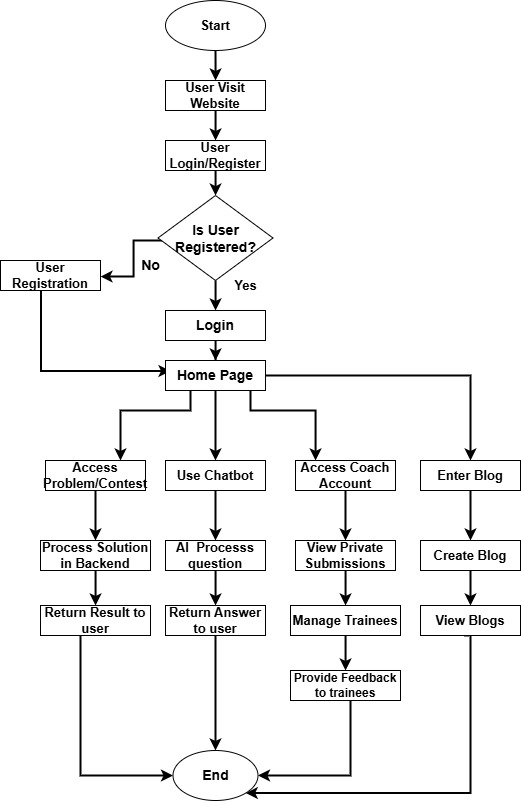 Start
User Visit
Website
User
Login/Register
Is User
Registered?
No
Yes
User
Registration
Login
Home Page
Access
Problem/Contest
Use Chatbot
Access Coach
Account
Enter Blog
Process Solution
in Backend
AI Processs
question
View Private
Submissions
Create Blog
Return Result to
user
Return Answer
to user
Manage Trainees
View Blogs
Provide Feedback
to trainees
End